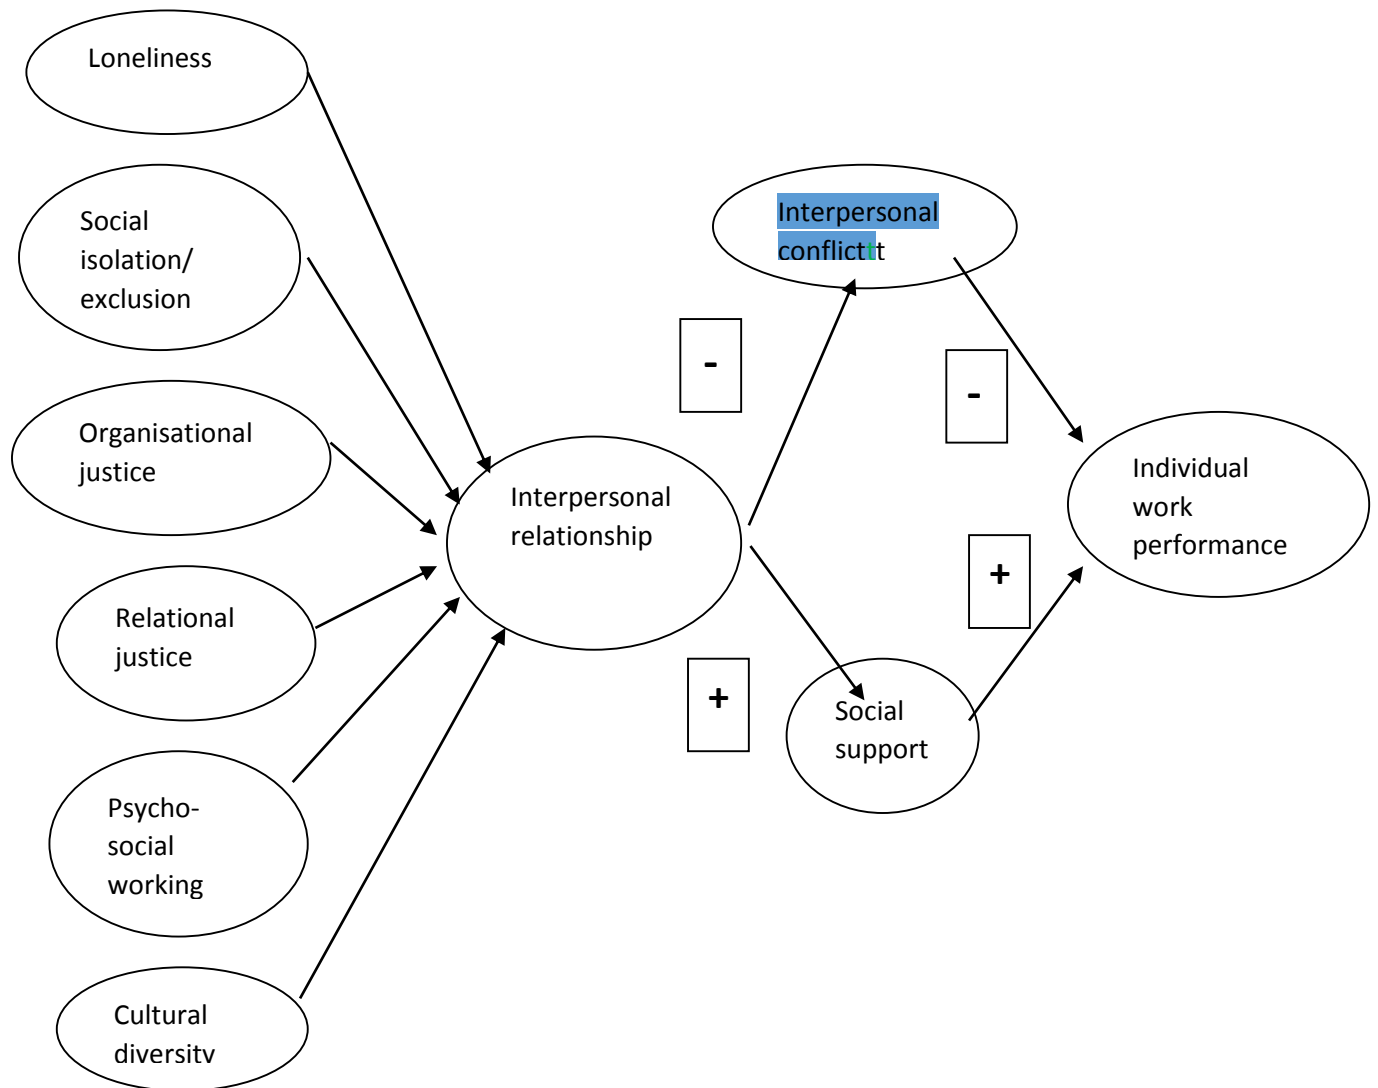 Loneliness
Social
isolation/
exclusion
Organisational
justice
Relational
justice
Psycho-
social
working
Cultural
diversity
Interpersonal
relationship
Interpersonal
conflicttt
-
-
+
+
Social
support
Individual
work
performance